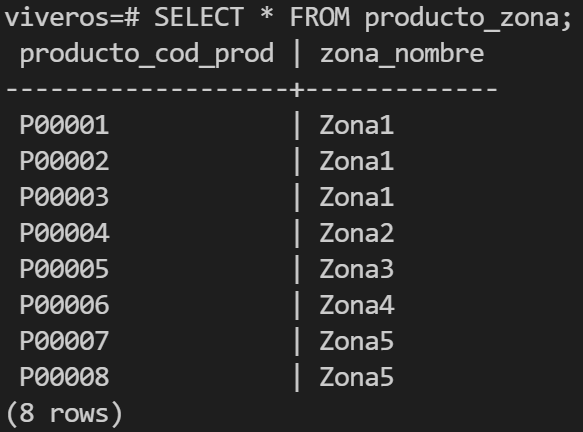 viveros=# SELECT * FROM producto_zona;
 producto_cod_prod | zona_nombre
-------------------+-------------
 P00001            | Zona1
 P00002            | Zona1
 P00003            | Zona1
 P00004            | Zona2
 P00005            | Zona3
 P00006            | Zona4
 P00007            | Zona5
 P00008            | Zona5
(8 rows)